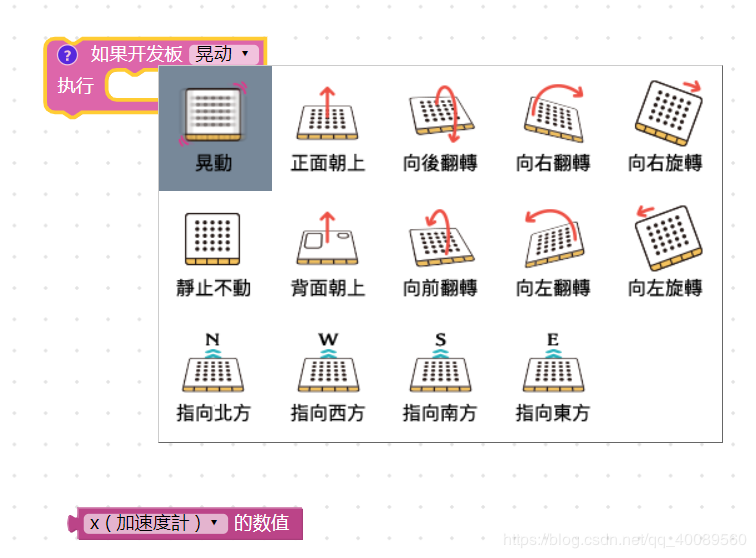 ? 如果开发板 晃动
执行
晃動 正面朝上 向後翻轉 向右翻轉 向右旋轉
靜止不動 背面朝上 向前翻轉 向左翻轉 向左旋轉
N W S E
指向北方 指向西方 指向南方 指向東方
x ( 加速度計 ) 的数值
https://blog.csdn.net/qq_40089560